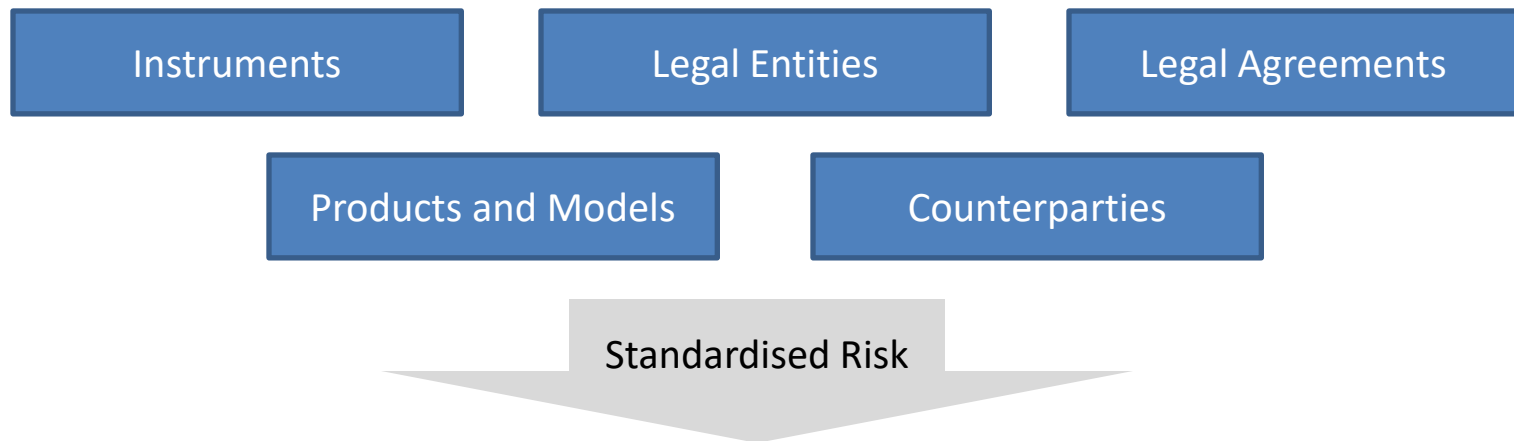 Instruments
Legal Entities
Legal Agreements
Products and Models
Counterparties
Standardised Risk